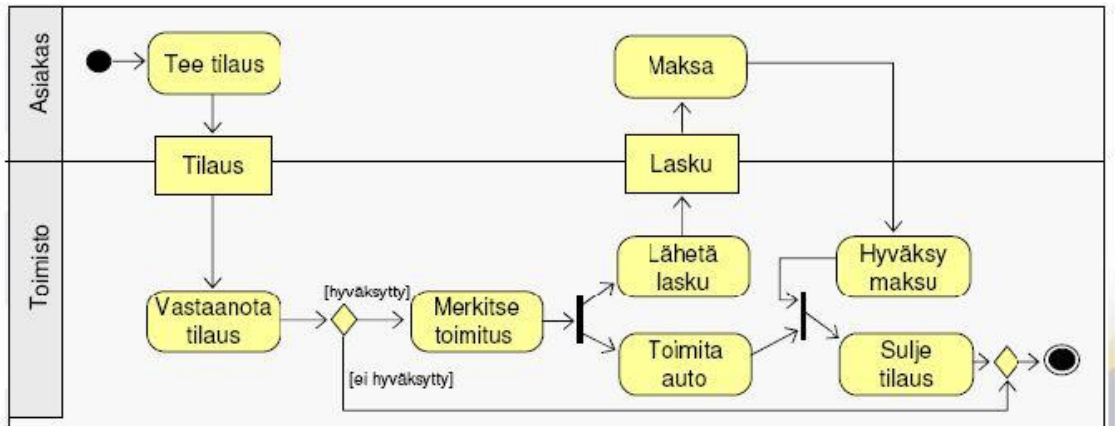 Asiakas
Tee tilaus
Maksa
Tilaus
Lasku
Toimisto
Lähetä
lasku
Hyväksy
maksu
Vastaanota
tilaus
[hyväksytty]
Merkitse
toimitus
[ei hyväksytty]
Toimita
auto
Sulje
tilaus